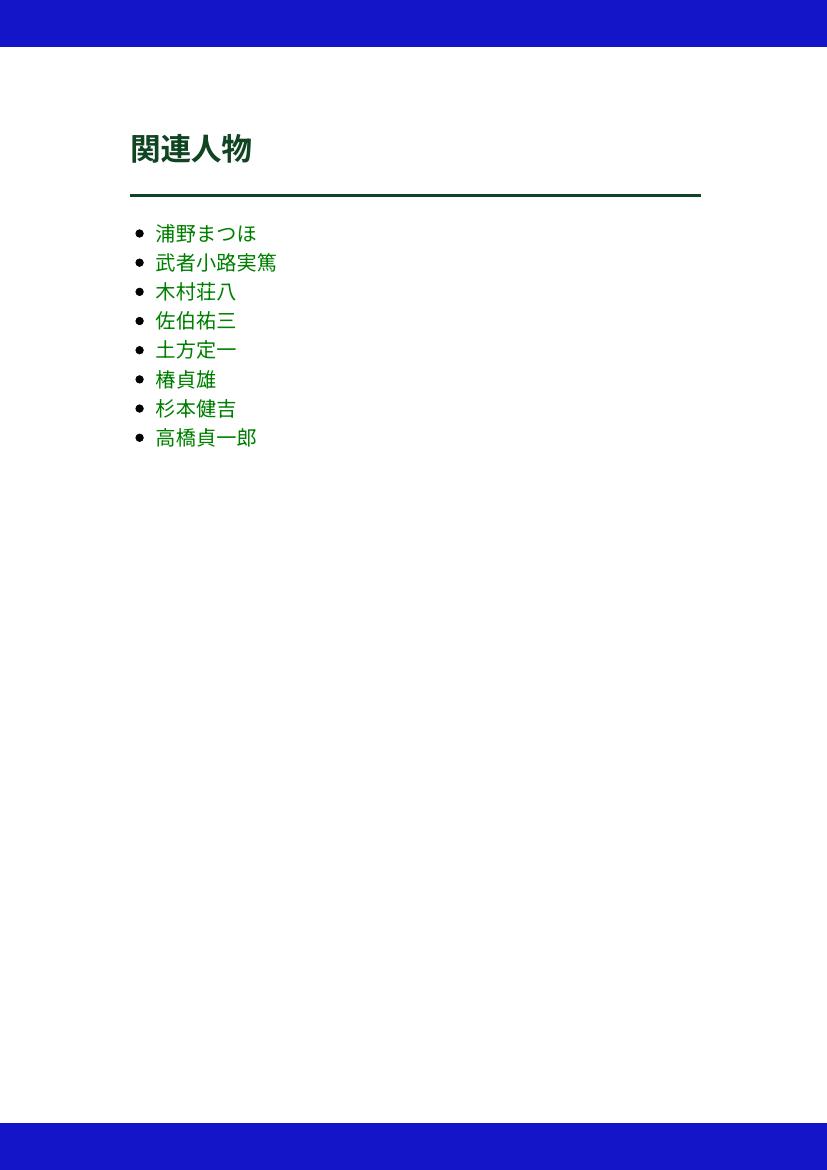 関連人物
浦野まつほ
武者小路実篤
木村荘八
佐伯祐三
土方定一
椿貞雄
杉本健吉
高橋貞一郎